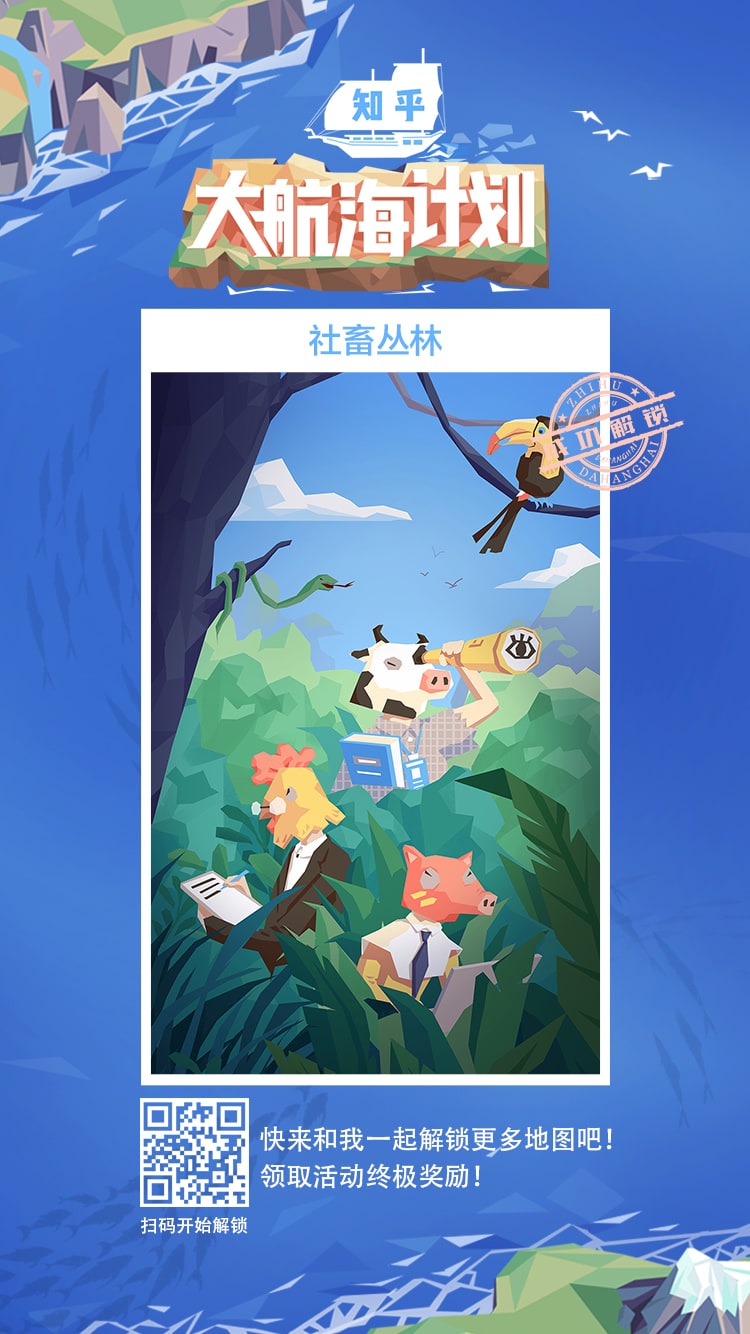 知乎
大航海计划
社畜丛林
ZHIHU
成功解锁
DAHANGHAI
快来和我一起解锁更多地图吧!
领取活动终极奖励!
扫码开始解锁